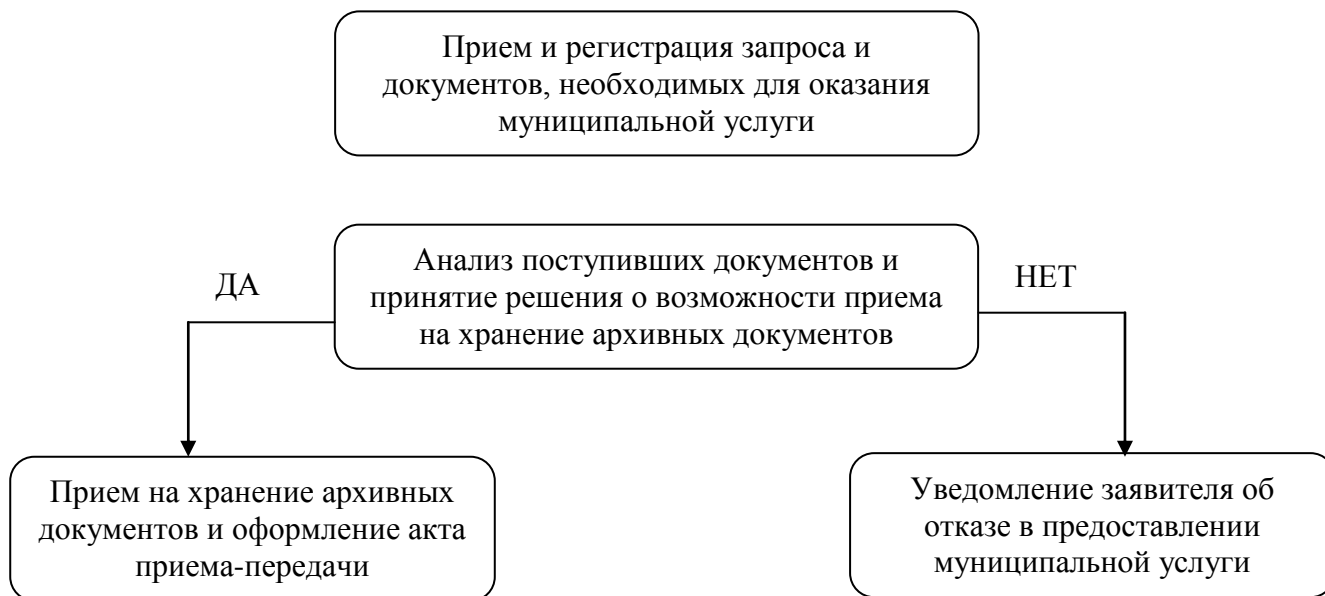 Прием и регистрация запроса и
документов, необходимых для оказания
муниципальной услуги
Анализ поступивших документов и
принятие решения о возможности приема
на хранение архивных документов
ДА
НЕТ
Прием на хранение архивных
документов и оформление акта
приема-передачи
Уведомление заявителя об
отказе в предоставлении
муниципальной услуги